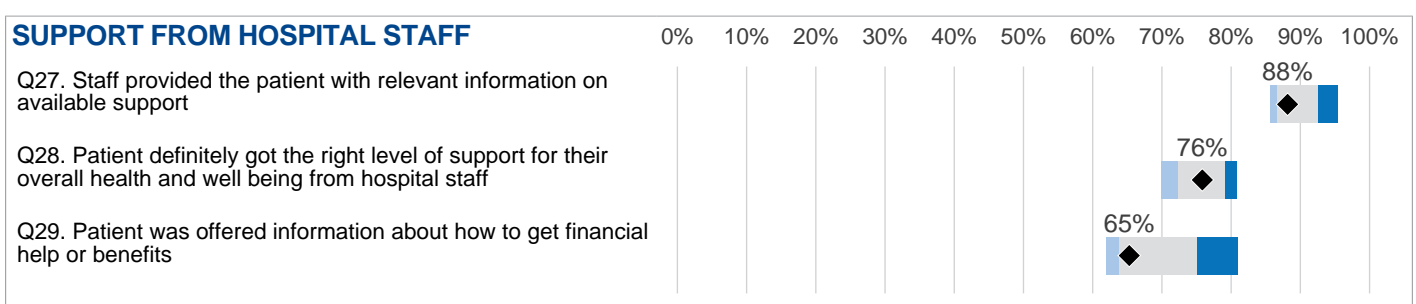 SUPPORT FROM HOSPITAL STAFF
0% 10% 20% 30% 40% 50% 60% 70% 80% 90% 100%
Q27. Staff provided the patient with relevant information on
available support
88%
Q28. Patient definitely got the right level of support for their
overall health and well being from hospital staff
76%
Q29. Patient was offered information about how to get financial
help or benefits
65%